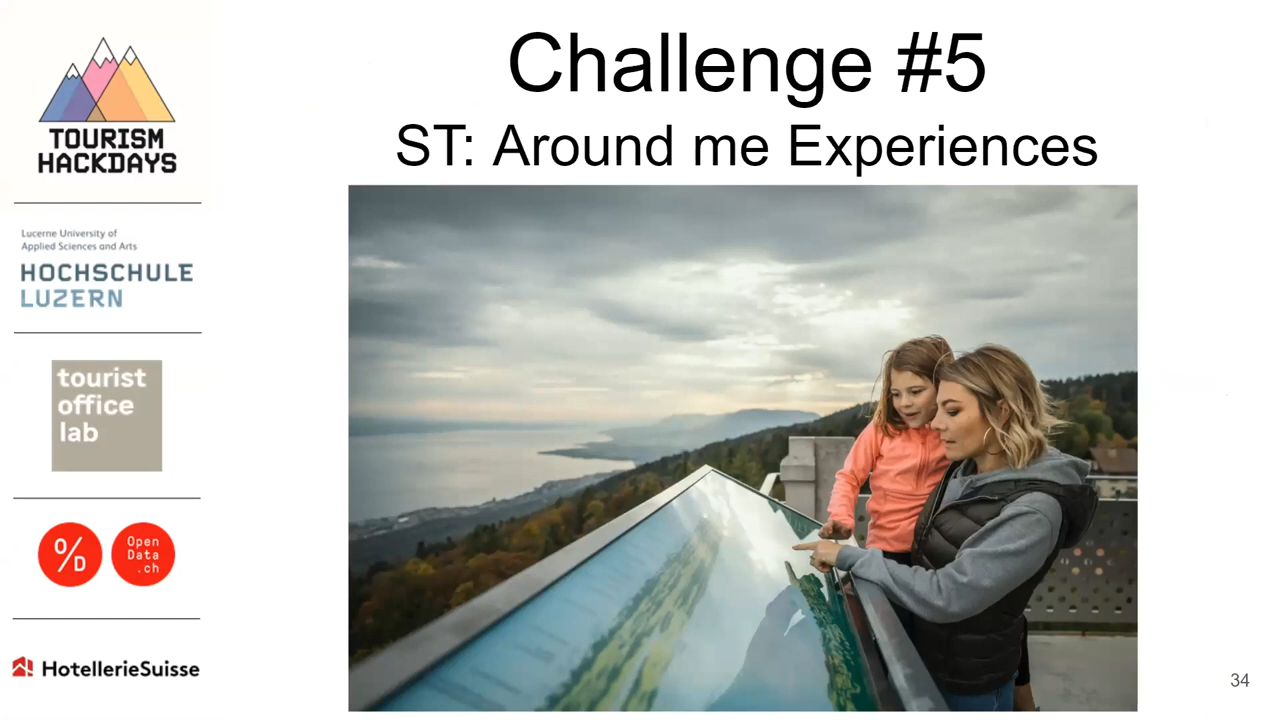 Challenge #5
ST: Around me Experiences
TOURISM
HACKDAYS
Lucerne University of
Applied Sciences and Arts
HOCHSCHULE
LUZERN
tourist
office
lab
%D
Open
Data
.ch
HotellerieSuisse
34